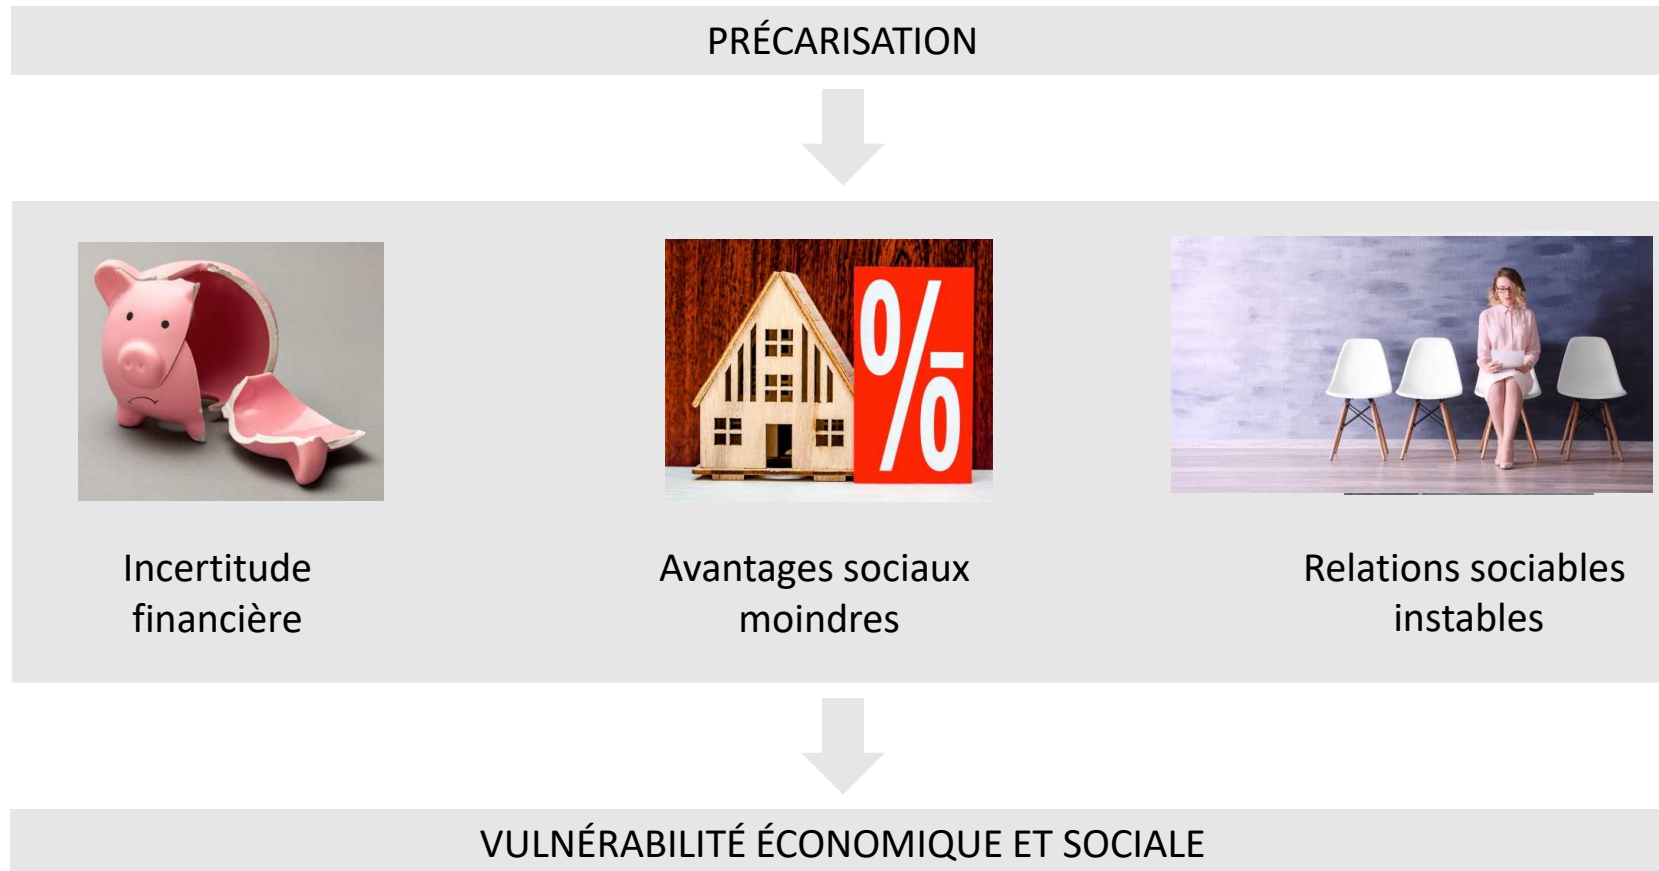 PRÉCARISATION
%
Incertitude
financière
Avantages sociaux
moindres
Relations sociables
instables
VULNÉRABILITÉ ÉCONOMIQUE ET SOCIALE